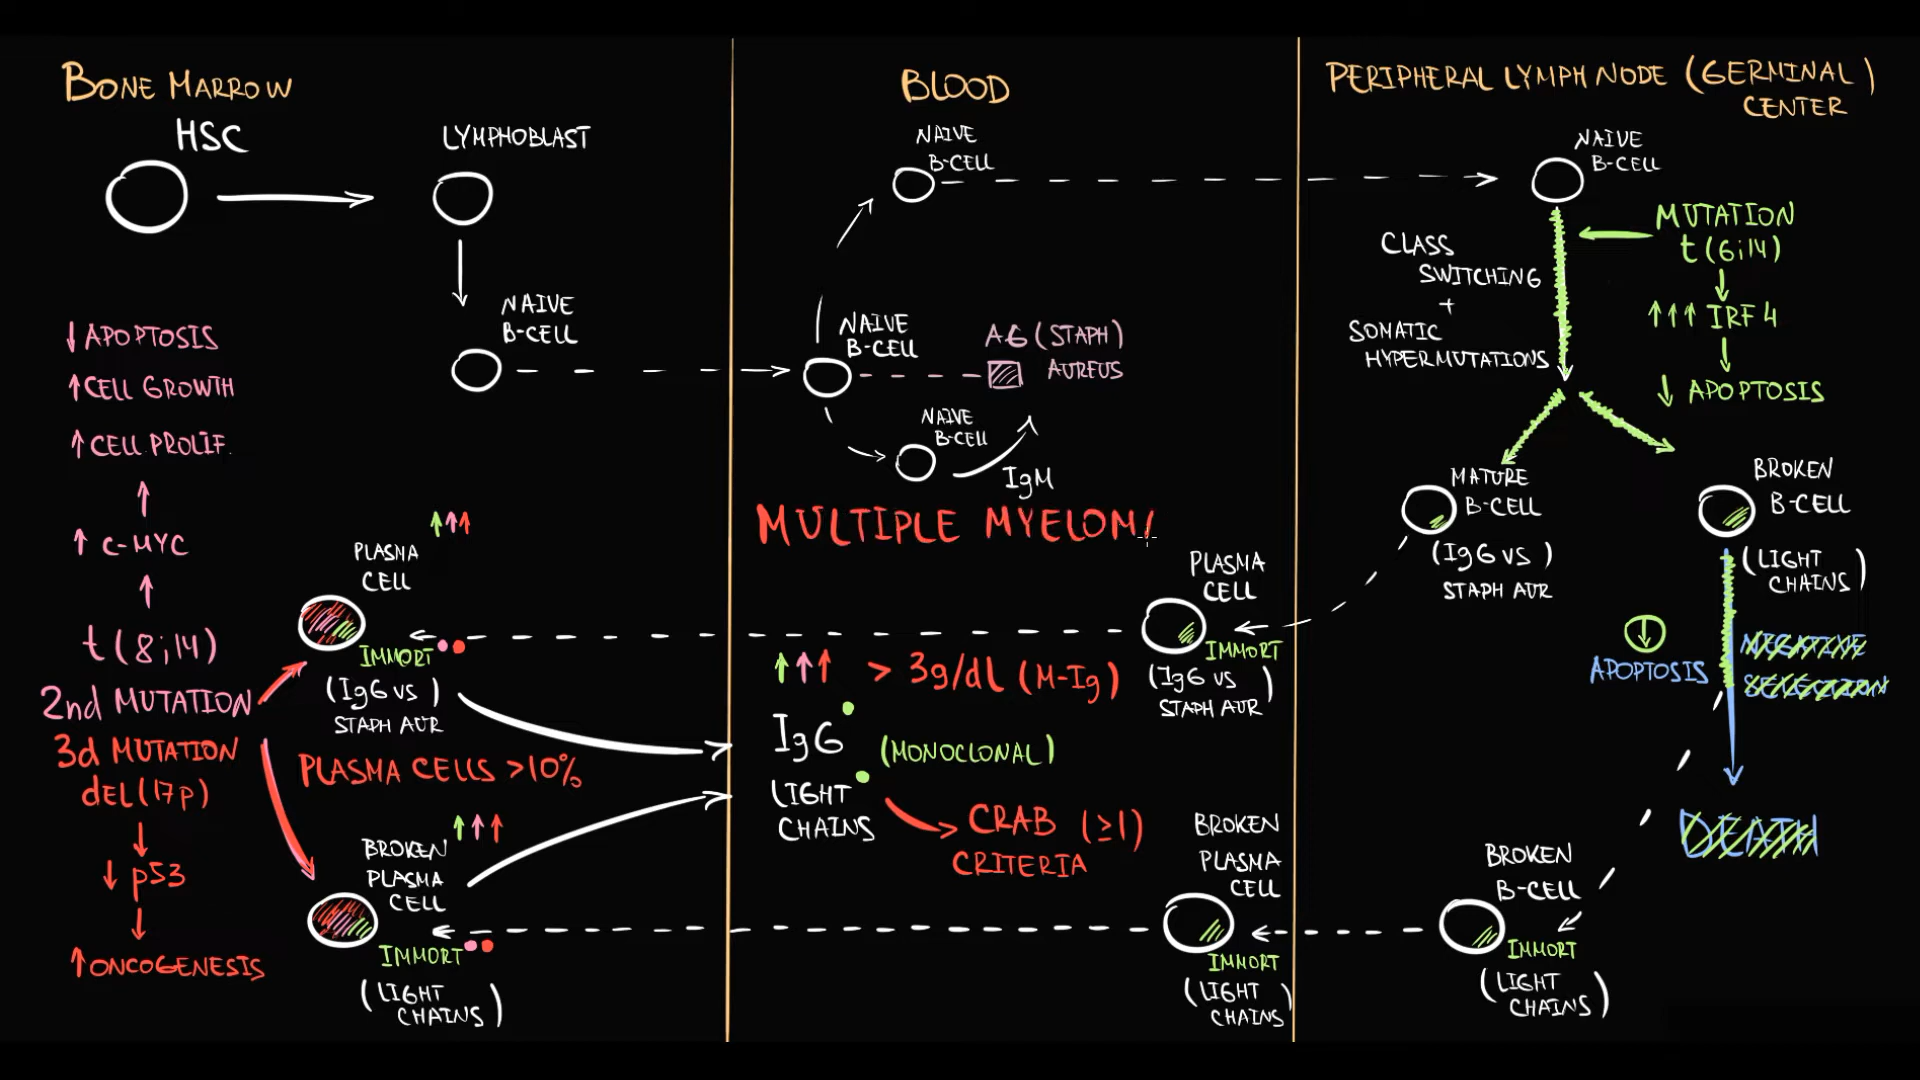 BONE MARROW
HSC
LYMPHOBLAST
NAIVE
B-CELL
↓ APOPTOSIS
↑ CELL GROWTH
↑ CELL PROLIF.
↑ C-MYC
t(8;14)
2nd MUTATION
3d MUTATION
dEL(17p)
↓ p53
↑ ONCOGENESIS
↑↑↑
PLASMA
CELL
IMMORT
(IgG vs)
STAPH AUR
PLASMA CELLS >10%
↑↑↑
BROKEN
PLASMA
CELL
IMMORT
(LIGHT
CHAINS)
BLOOD
NAIVE
B-CELL
NAIVE
B-CELL
AG (STAPH)
AUREUS
NAIVE
B-CELL
IgM
MULTIPLE MYELOM
PLASMA
CELL
IMMORT
(IgG vs)
STAPH AUR
↑↑↑ > 3g/dL (M-Ig)
IgG
(MONOCLONAL)
LIGHT
CHAINS
CRAB (≥1)
CRITERIA
BROKEN
PLASMA
CELL
IMMORT
(LIGHT
CHAINS)
PERIPHERAL LYMPH NODE (GERMINAL)
CENTER
NAIVE
B-CELL
CLASS
SWITCHING
+
SOMATIC
HYPERMUTATIONS
MUTATION
t(6;14)
↑↑↑ IRF4
↓ APOPTOSIS
MATURE
B-CELL
(IgG vs)
STAPH AUR
BROKEN
B-CELL
(LIGHT
CHAINS)
↓
APOPTOSIS
NEGATIVE
SELECTION
DEATH
BROKEN
B-CELL
IMMORT
(LIGHT
CHAINS)